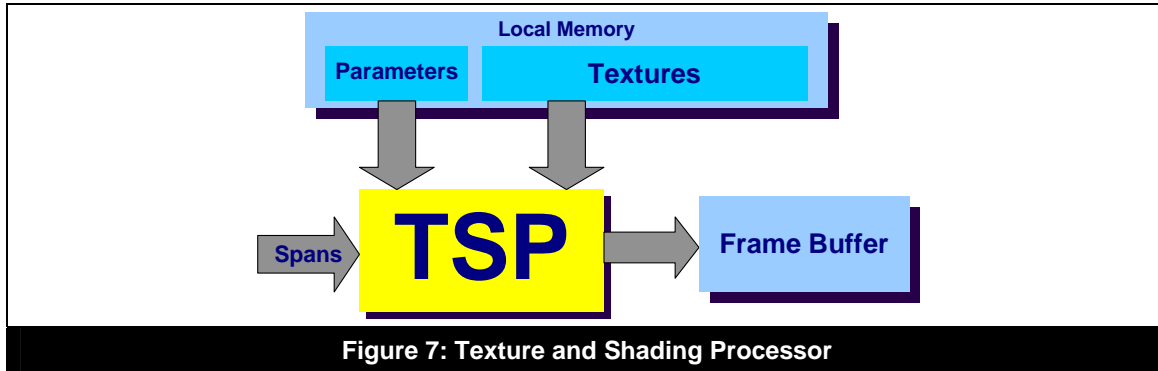 Local Memory
Parameters
Textures
Spans
TSP
Frame Buffer
Figure 7: Texture and Shading Processor